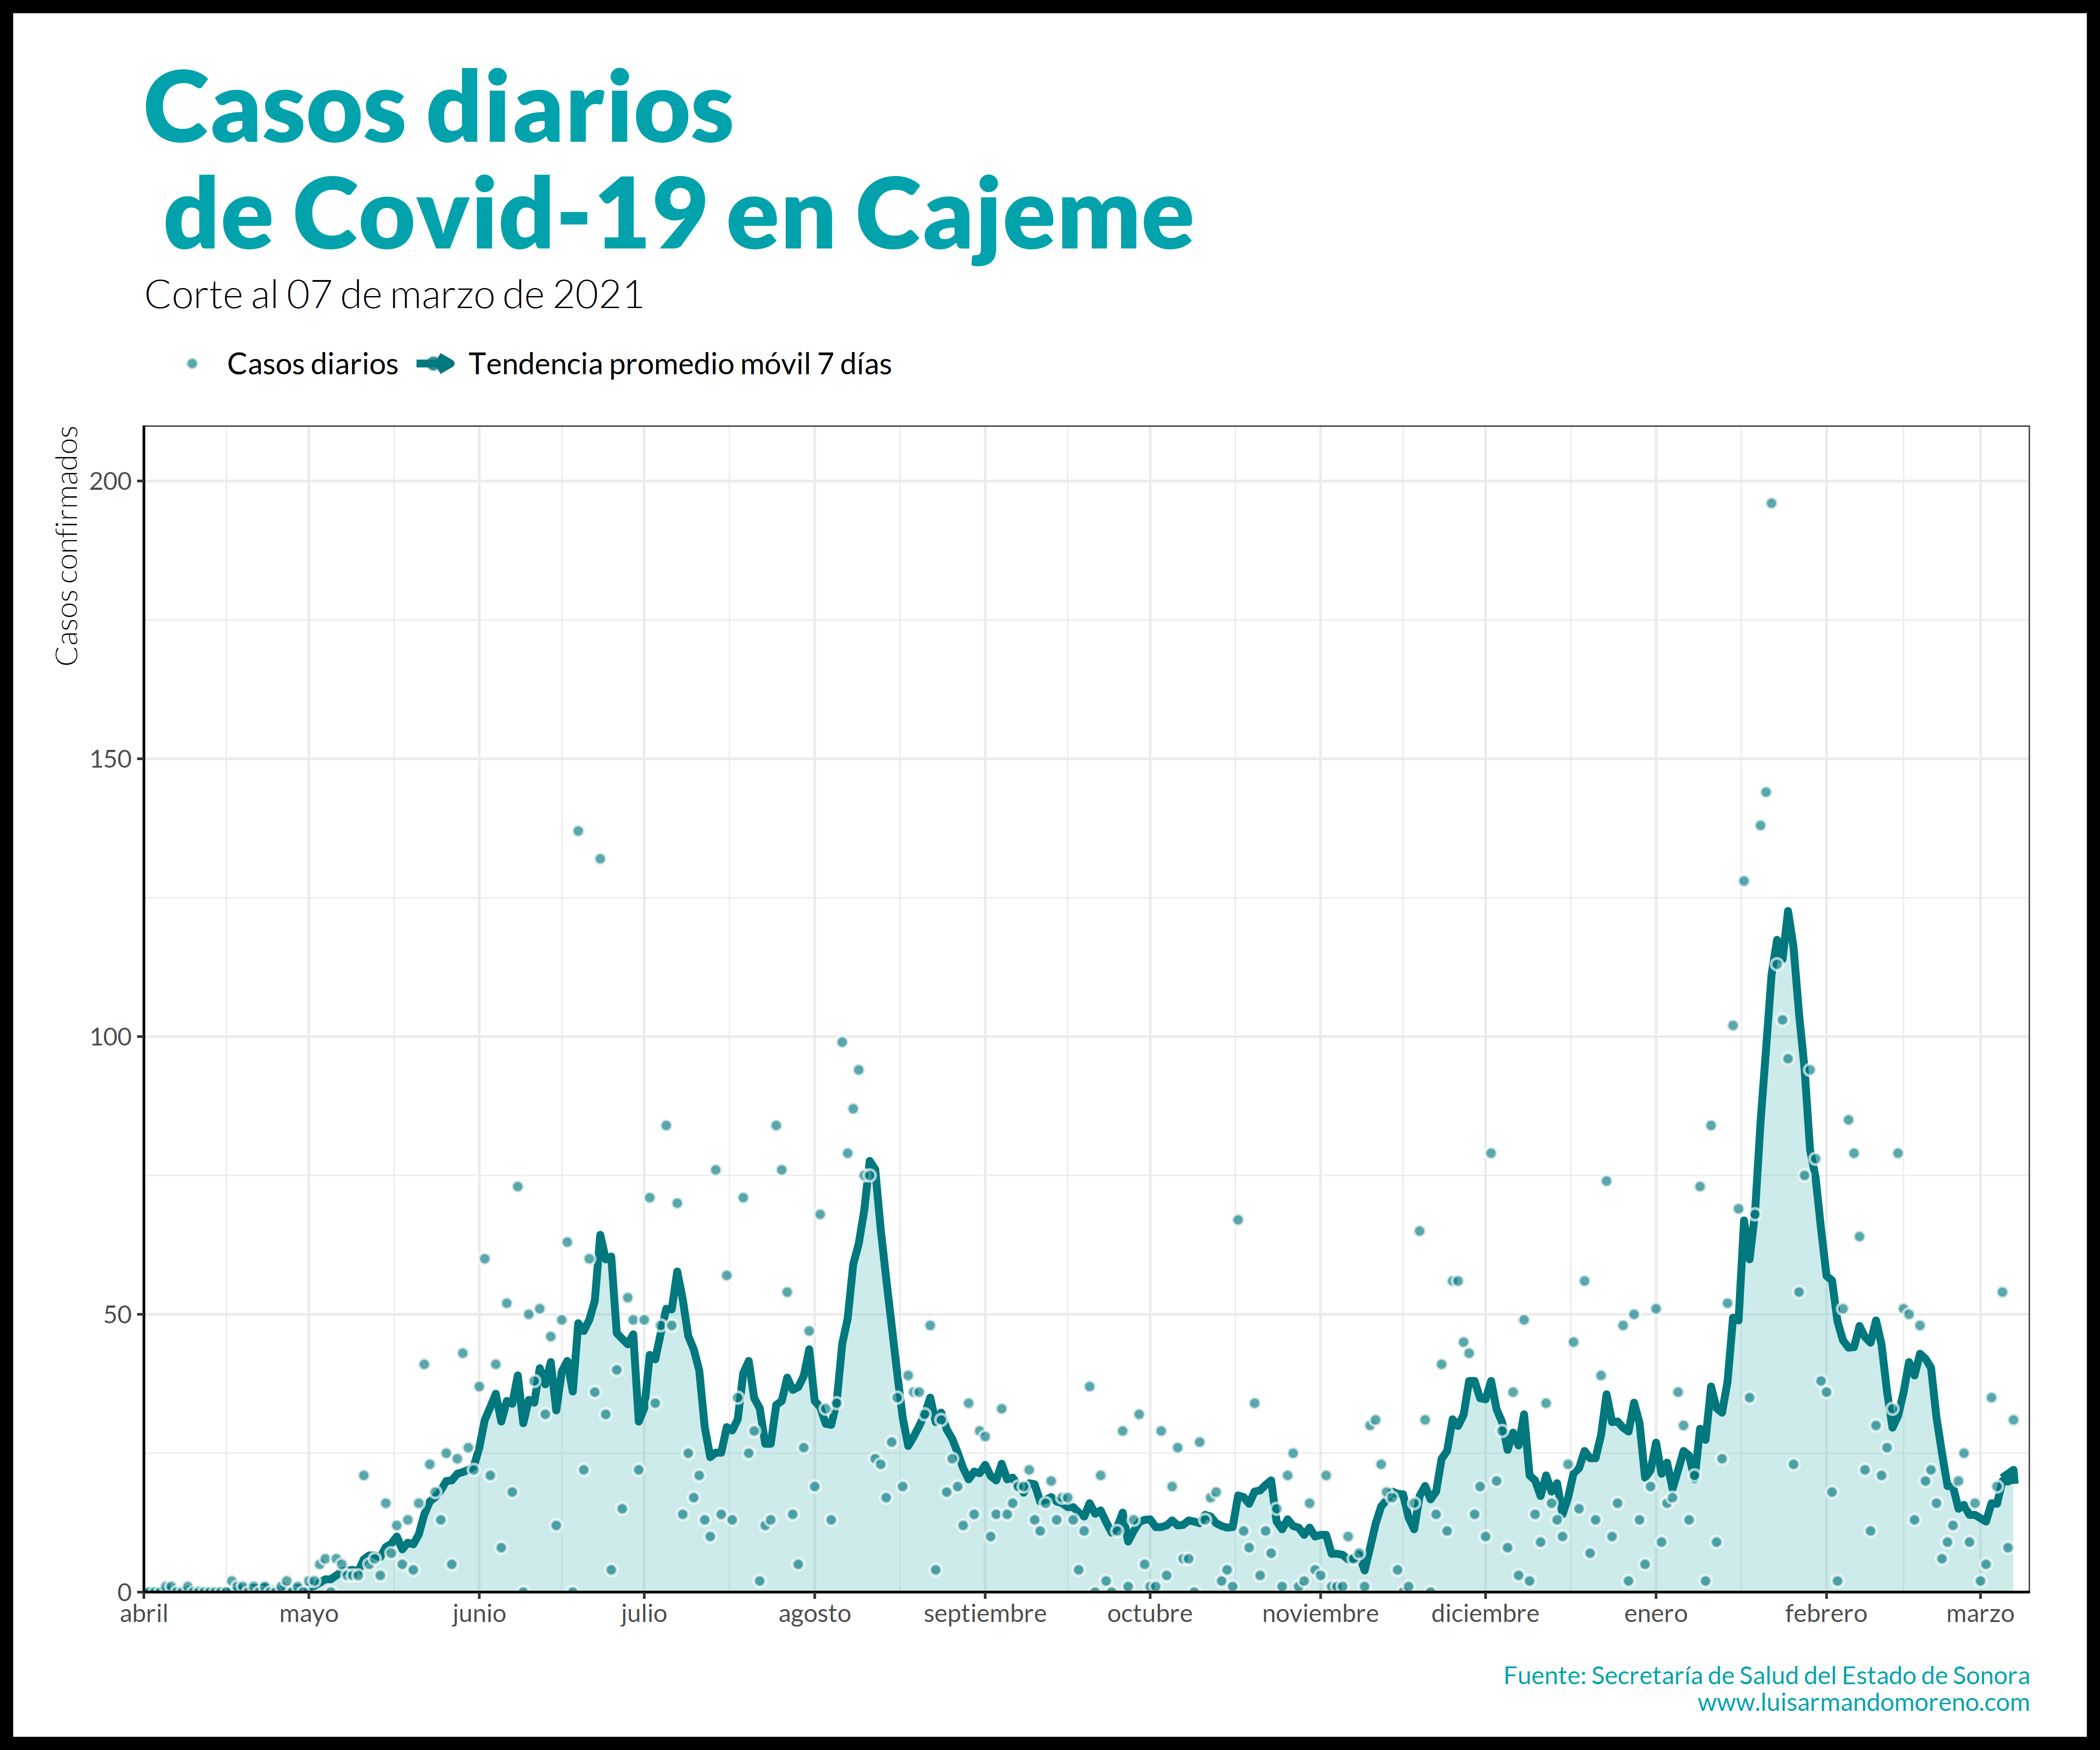 Casos diarios
de Covid-19 en Cajeme
Corte al 07 de marzo de 2021
Casos diarios Tendencia promedio móvil 7 días
Casos confirmados
200
150
100
50
0
abril mayo junio julio agosto septiembre octubre noviembre diciembre enero febrero marzo
Fuente: Secretaría de Salud del Estado de Sonora
www.luisarmandomoreno.com